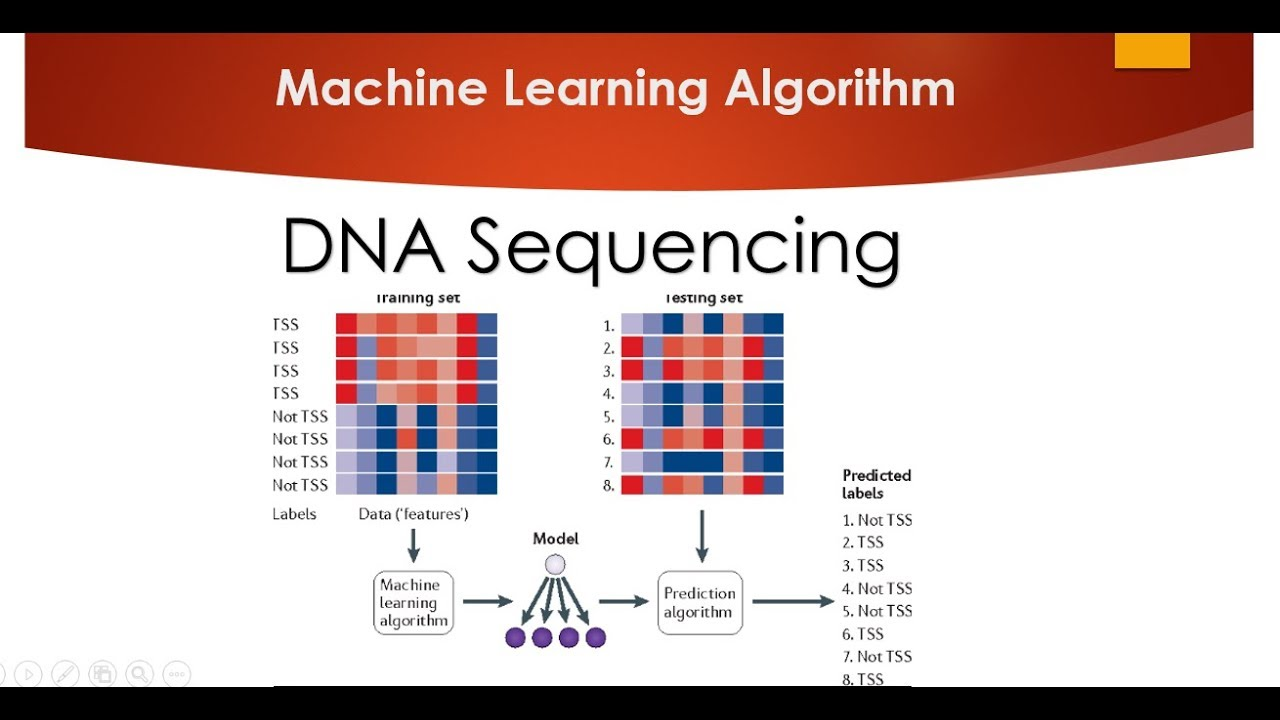 Machine Learning Algorithm
DNA Sequencing
Training set
TSS
TSS
TSS
TSS
Not TSS
Not TSS
Not TSS
Not TSS
Labels
Data ('features')
Testing set
1.
2.
3.
4.
5.
6.
7.
8.
Machine
learning
algorithm
Model
Prediction
algorithm
Predicted
labels
1. Not TSS
2. TSS
3. TSS
4. Not TSS
5. Not TSS
6. TSS
7. Not TSS
8. TSS